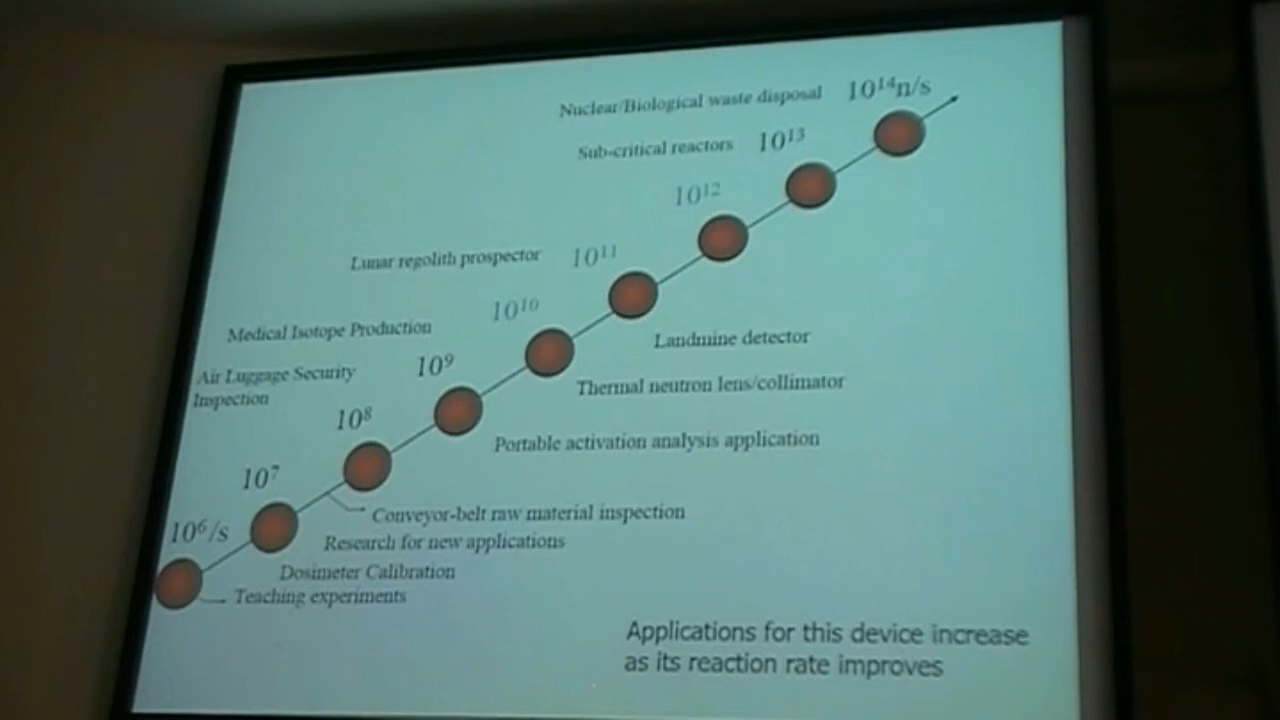 Nuclear/Biological waste disposal 10¹⁴n/s
Sub-critical reactors 10¹³
10¹²
Lunar regolith prospector 10¹¹
10¹⁰
Medical Isotope Production
Landmine detector
10⁹
Air Luggage Security
Inspection
Thermal neutron lens/collimator
10⁸
Portable activation analysis application
10⁷
Conveyor-belt raw material inspection
10⁶/s
Research for new applications
Dosimeter Calibration
Teaching experiments
Applications for this device increase
as its reaction rate improves